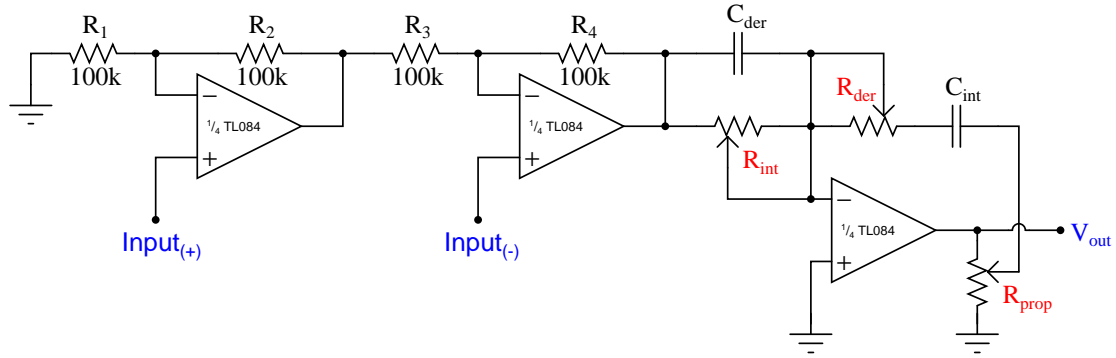 R1
100k
R2
100k
R3
100k
R4
100k
Cder
−
+
1/4 TL084
−
+
1/4 TL084
Rint
Rder
Cint
−
+
1/4 TL084
Input(+)
Input(-)
Vout
Rprop